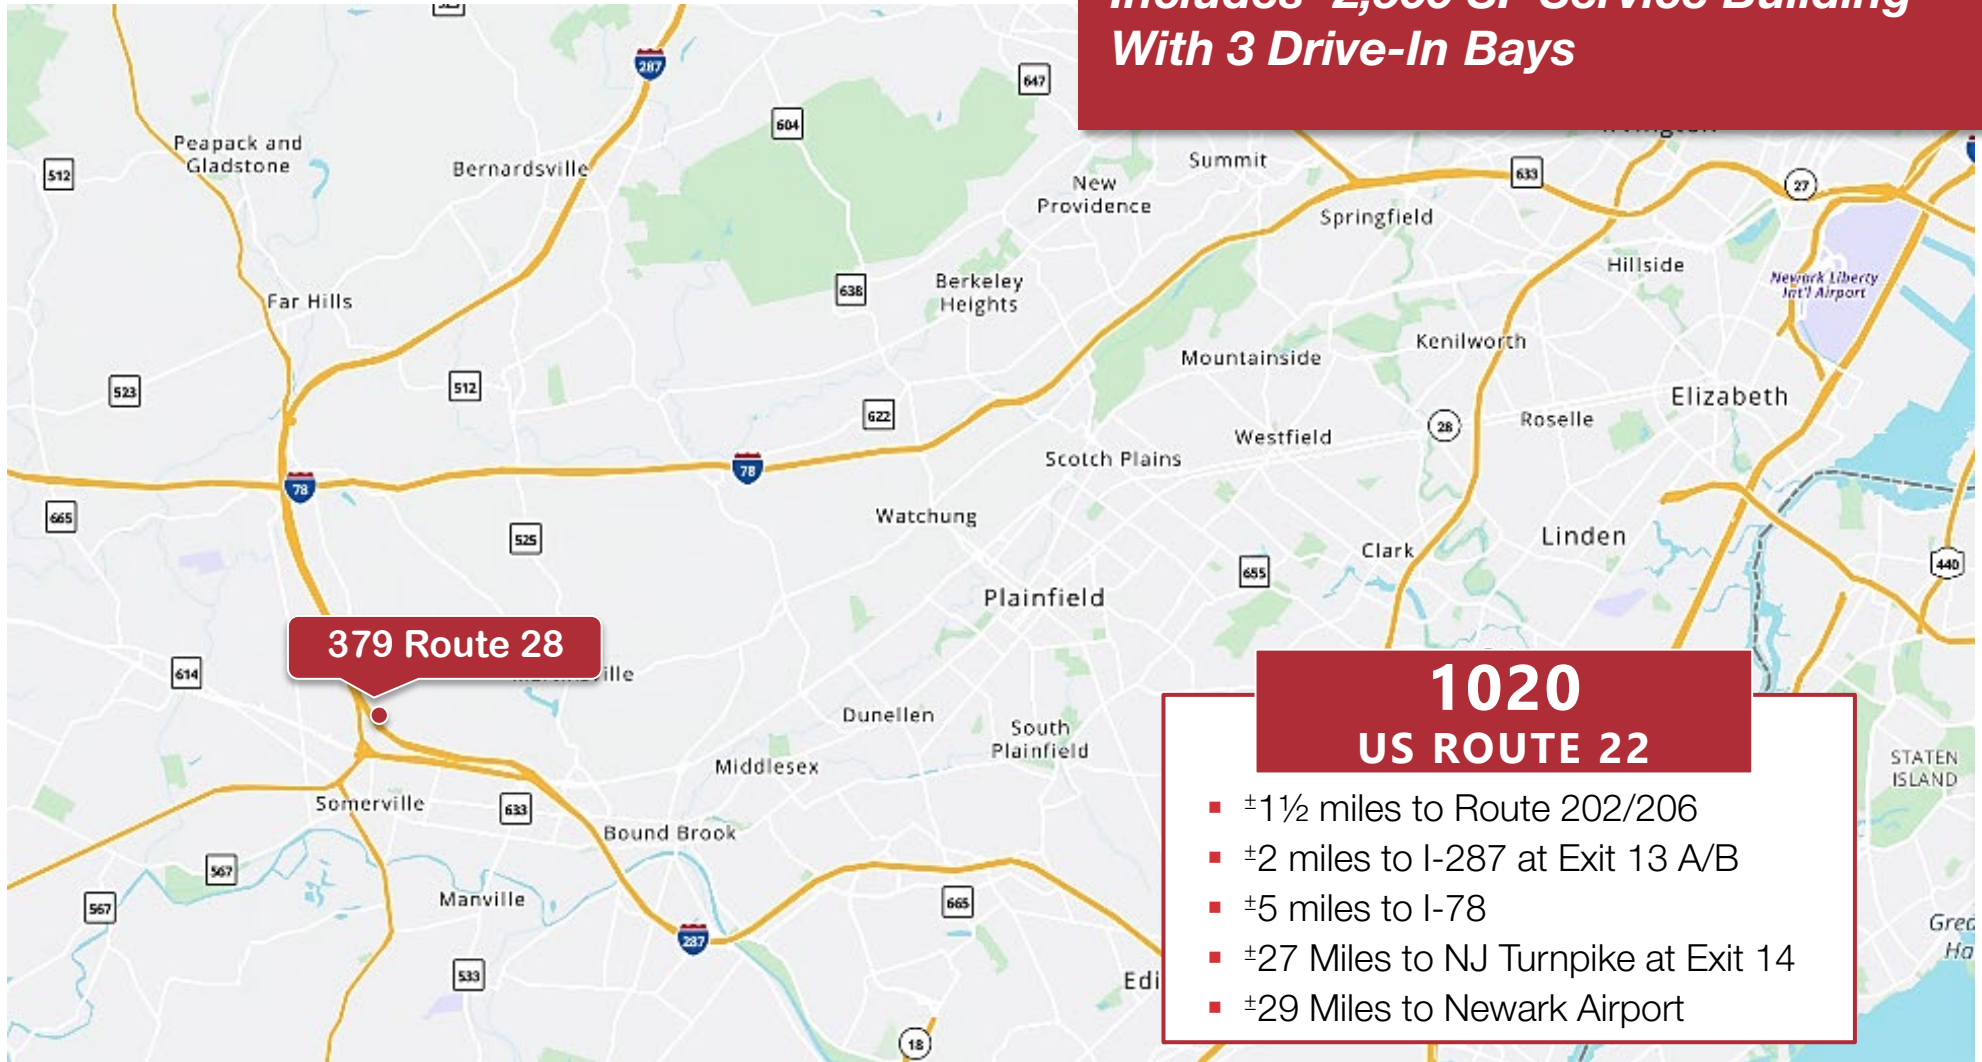 With 3 Drive-In Bays
287
647
604
Peapack and
Gladstone
Bernardsville
512
Summit
633
27
New
Providence
Springfield
Hillside
Newark Liberty
Int'l Airport
638
Berkeley
Heights
Far Hills
Kenilworth
Mountainside
523
512
Elizabeth
622
28
Roselle
Westfield
Scotch Plains
78
78
665
Watchung
525
Clark
Linden
655
440
Plainfield
379 Route 28
614
Dunellen
South
Plainfield
Middlesex
STATEN
ISLAND
Somerville
633
Bound Brook
567
567
Manville
665
287
533
Edi
18
1020
US ROUTE 22
▪ ±1½ miles to Route 202/206
▪ ±2 miles to I-287 at Exit 13 A/B
▪ ±5 miles to I-78
▪ ±27 Miles to NJ Turnpike at Exit 14
▪ ±29 Miles to Newark Airport